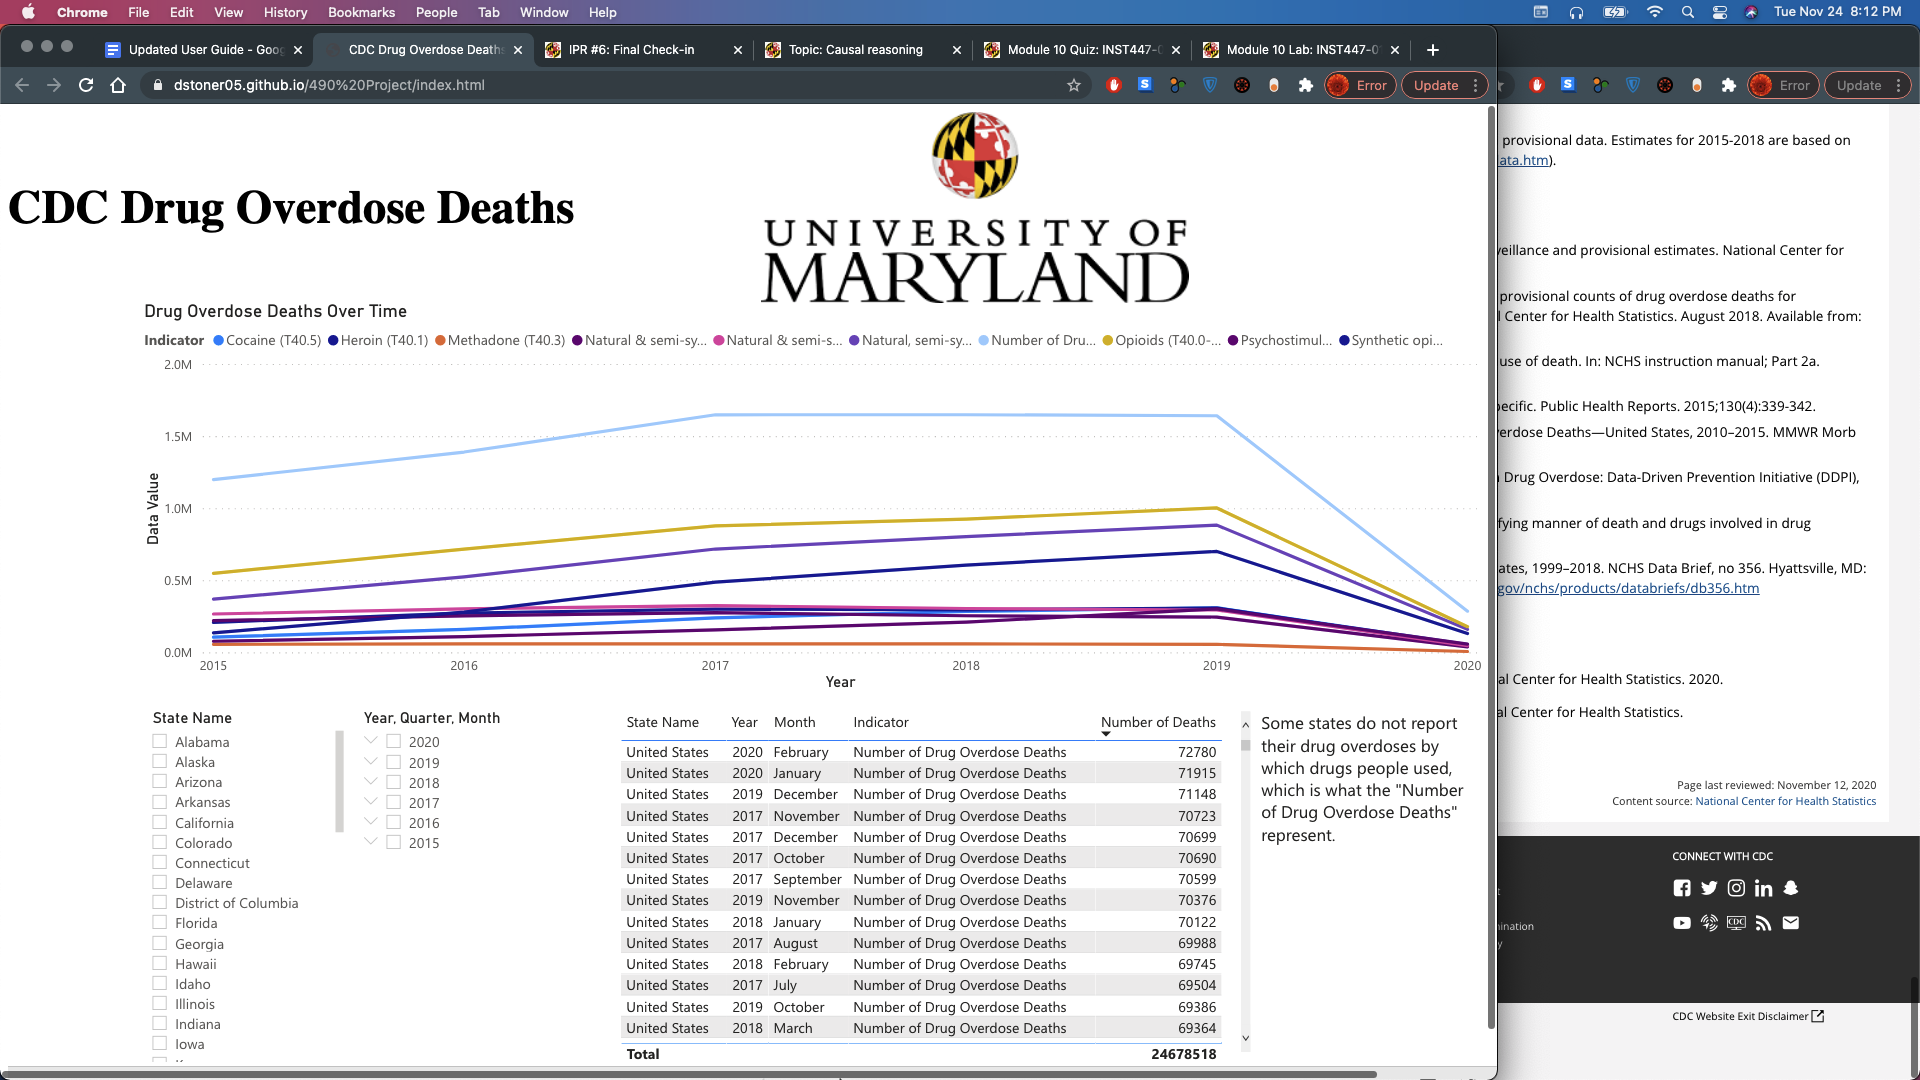 Chrome File Edit View History Bookmarks People Tab Window Help Tue Nov 24 8:12 PM
Updated User Guide - Goog CDC Drug Overdose Deaths IPR #6: Final Check-in Topic: Causal reasoning Module 10 Quiz: INST447- Module 10 Lab: INST447-0
dstoner05.github.io/490%20Project/index.html Error Update Error Update
CDC Drug Overdose Deaths
UNIVERSITY OF
MARYLAND
Drug Overdose Deaths Over Time
Indicator Cocaine (T40.5) Heroin (T40.1) Methadone (T40.3) Natural & semi-sy... Natural & semi-s... Natural, semi-sy... Number of Dru... Opioids (T40.0-... Psychostimul... Synthetic opi...
Data Value
2.0M
1.5M
1.0M
0.5M
0.0M
2015 2016 2017 2018 2019 2020
Year
State Name
Alabama
Alaska
Arizona
Arkansas
California
Colorado
Connecticut
Delaware
District of Columbia
Florida
Georgia
Hawaii
Idaho
Illinois
Indiana
Iowa
Year, Quarter, Month
2020
2019
2018
2017
2016
2015
State Name Year Month Indicator Number of Deaths
United States 2020 February Number of Drug Overdose Deaths 72780
United States 2020 January Number of Drug Overdose Deaths 71915
United States 2019 December Number of Drug Overdose Deaths 71148
United States 2017 November Number of Drug Overdose Deaths 70723
United States 2017 December Number of Drug Overdose Deaths 70699
United States 2017 October Number of Drug Overdose Deaths 70690
United States 2017 September Number of Drug Overdose Deaths 70599
United States 2019 November Number of Drug Overdose Deaths 70376
United States 2018 January Number of Drug Overdose Deaths 70122
United States 2017 August Number of Drug Overdose Deaths 69988
United States 2018 February Number of Drug Overdose Deaths 69745
United States 2017 July Number of Drug Overdose Deaths 69504
United States 2019 October Number of Drug Overdose Deaths 69386
United States 2018 March Number of Drug Overdose Deaths 69364
Total 24678518
Some states do not report
their drug overdoses by
which drugs people used,
which is what the "Number
of Drug Overdose Deaths"
represent.
provisional data. Estimates for 2015-2018 are based on
ata.htm).
veillance and provisional estimates. National Center for
provisional counts of drug overdose deaths for
l Center for Health Statistics. August 2018. Available from:
use of death. In: NCHS instruction manual; Part 2a.
pecific. Public Health Reports. 2015;130(4):339-342.
verdose Deaths—United States, 2010–2015. MMWR Morb
n Drug Overdose: Data-Driven Prevention Initiative (DDPI),
fying manner of death and drugs involved in drug
ates, 1999–2018. NCHS Data Brief, no 356. Hyattsville, MD:
gov/nchs/products/databriefs/db356.htm
al Center for Health Statistics. 2020.
al Center for Health Statistics.
Page last reviewed: November 12, 2020
Content source: National Center for Health Statistics
CONNECT WITH CDC
t
nination
y
CDC
CDC Website Exit Disclaimer